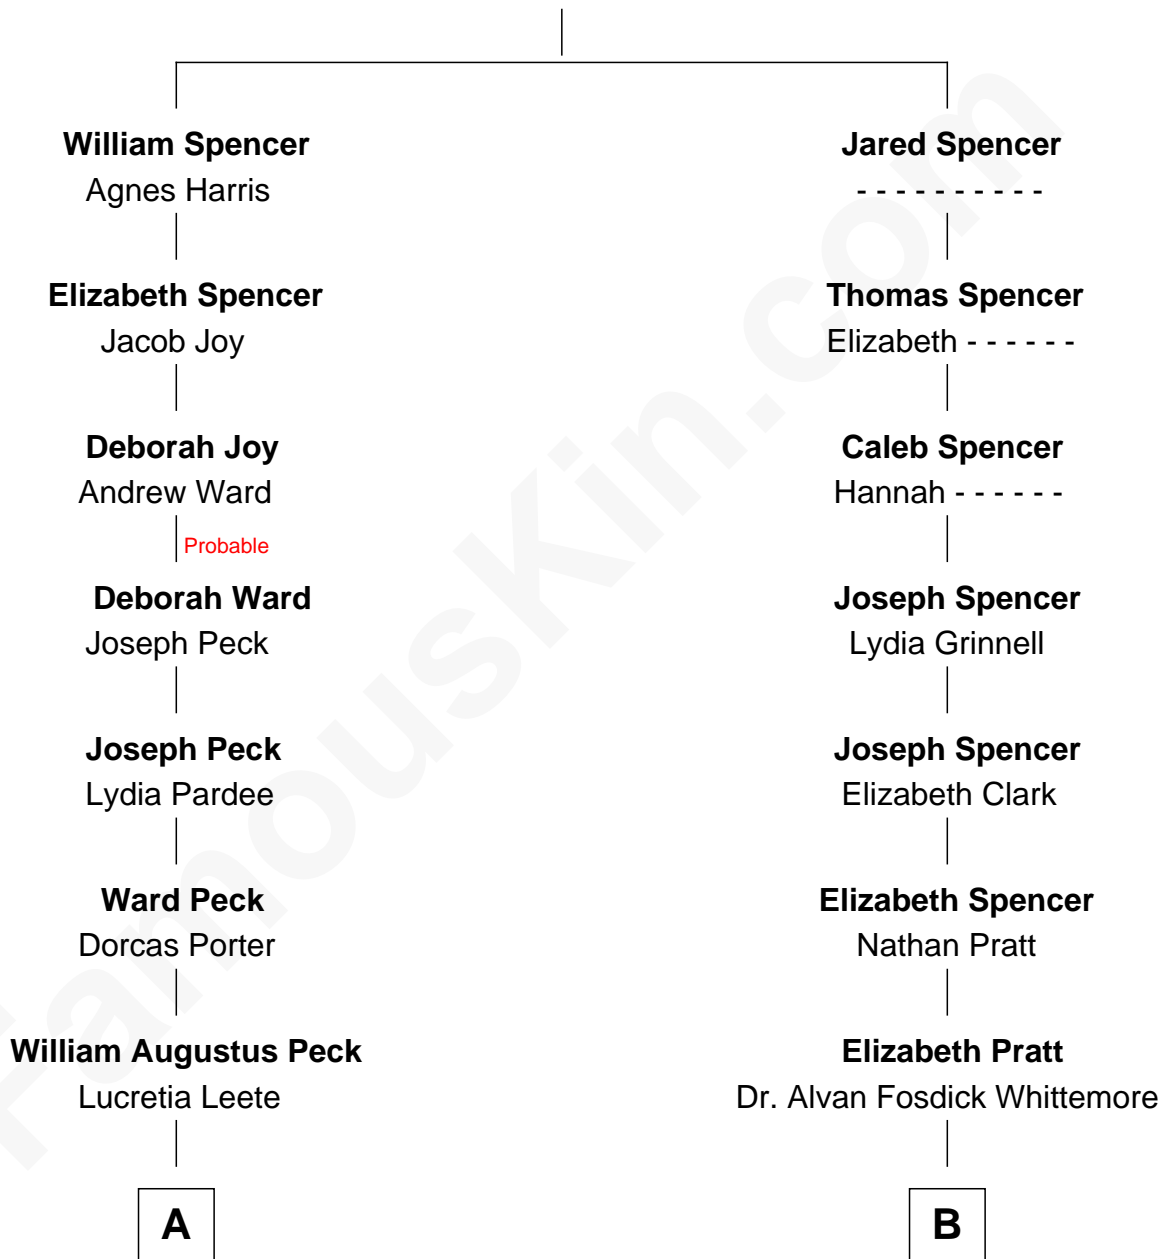 William Spencer
Agnes Harris
Elizabeth Spencer
Jacob Joy
Deborah Joy
Andrew Ward
Probable
Deborah Ward
Joseph Peck
Joseph Peck
Lydia Pardee
Ward Peck
Dorcas Porter
William Augustus Peck
Lucretia Leete
A
Jared Spencer
- - - - - - - - - -
Thomas Spencer
Elizabeth - - - - - -
Caleb Spencer
Hannah - - - - - -
Joseph Spencer
Lydia Grinnell
Joseph Spencer
Elizabeth Clark
Elizabeth Spencer
Nathan Pratt
Elizabeth Pratt
Dr. Alvan Fosdick Whittemore
B
FamousKin.com